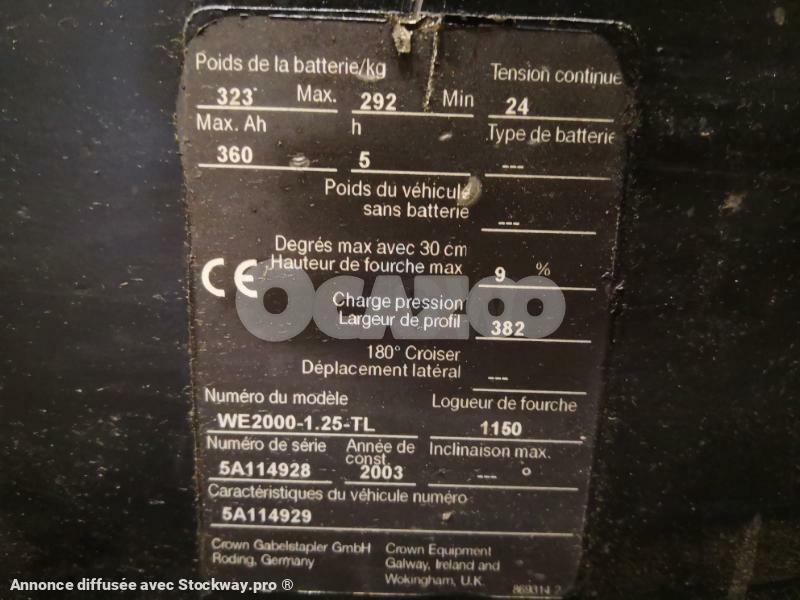 Poids de la batterie/kg
Tension continue
323 Max. 292 Min 24
Max. Ah h Type de batterie
360 5 ---
Poids du véhicule
sans batterie ---
Degrés max avec 30 cm
Hauteur de fourche max 9 %
CE
OCAZOO
Charge pression
Largeur de profil 382
180° Croiser
Déplacement latéral ---
Numéro du modèle Logueur de fourche
WE2000-1.25-TL 1150
Numéro de série Année de const. Inclinaison max.
5A114928 2003 --- °
Caractéristiques du véhicule numéro
5A114929
Crown Gabelstapler GmbH
Roding, Germany
Crown Equipment
Galway, Ireland and
Wokingham, U.K.
869314 2
Annonce diffusée avec Stockway.pro ®